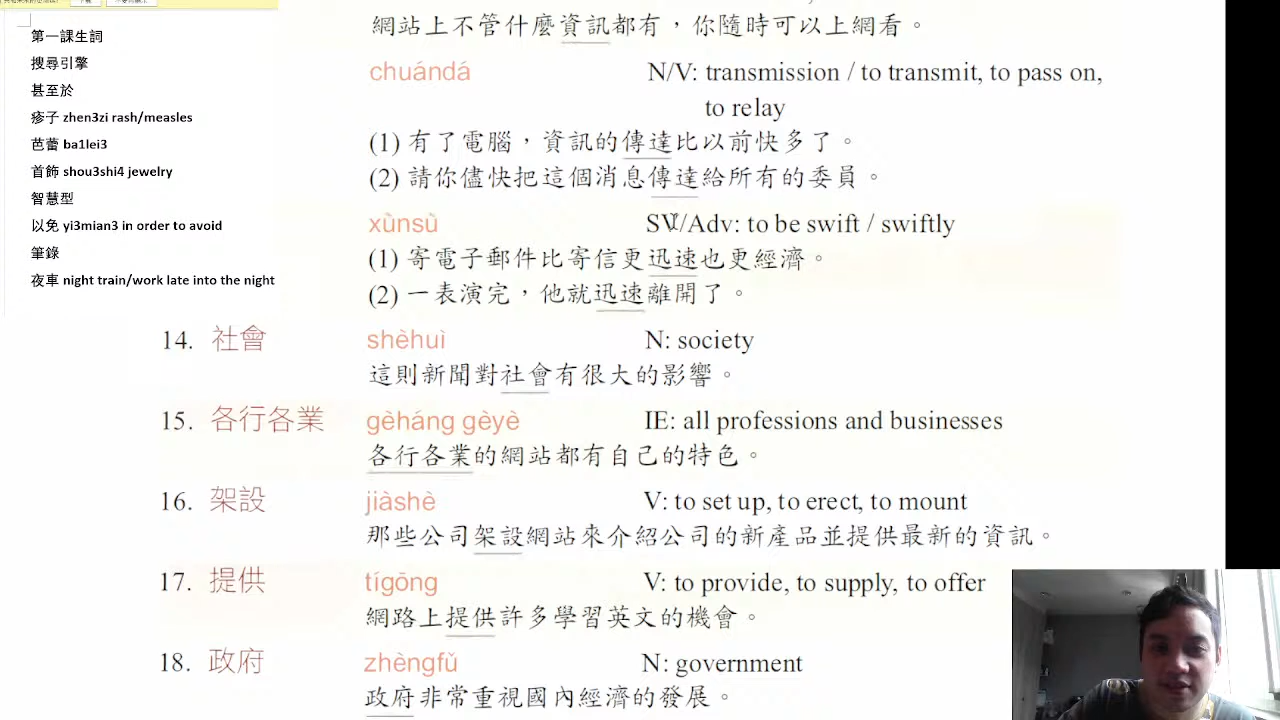 第一課生詞
搜尋引擎
甚至於
疹子 zhen3zi rash/measles
芭蕾 ba1lei3
首飾 shou3shi4 jewelry
智慧型
以免 yi3mian3 in order to avoid
筆錄
夜車 night train/work late into the night
網站上不管什麼資訊都有，你隨時可以上網看。
chuándá N/V: transmission / to transmit, to pass on,
to relay
(1) 有了電腦，資訊的傳達比以前快多了。
(2) 請你儘快把這個消息傳達給所有的委員。
xùnsù SV/Adv: to be swift / swiftly
(1) 寄電子郵件比寄信更迅速也更經濟。
(2) 一表演完，他就迅速離開了。
14. 社會 shèhuì N: society
這則新聞對社會有很大的影響。
15. 各行各業 gèháng gèyè IE: all professions and businesses
各行各業的網站都有自己的特色。
16. 架設 jiàshè V: to set up, to erect, to mount
那些公司架設網站來介紹公司的新產品並提供最新的資訊。
17. 提供 tígōng V: to provide, to supply, to offer
網路上提供許多學習英文的機會。
18. 政府 zhèngfǔ N: government
政府非常重視國內經濟的發展。